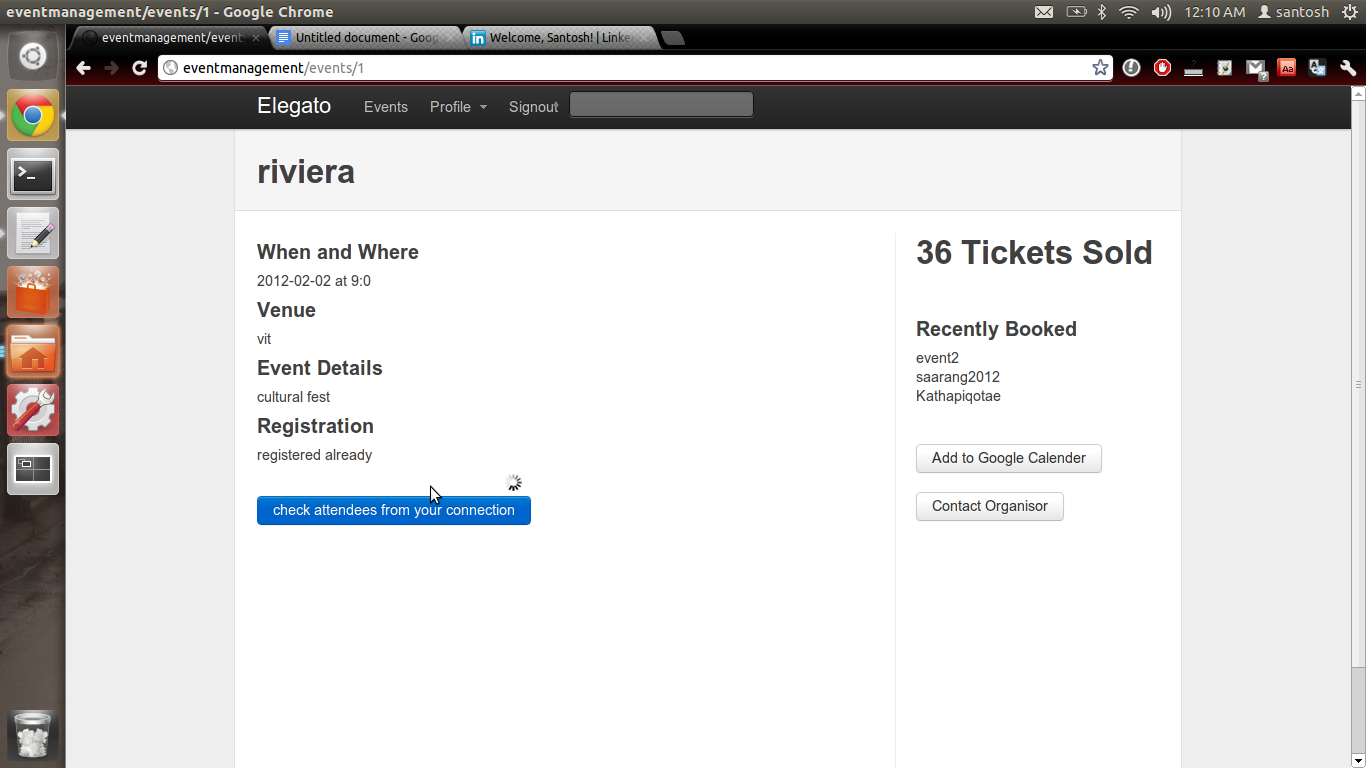 eventmanagement/events/1 - Google Chrome
12:10 AM santosh
eventmanagement/event
Untitled document - Goog
Welcome, Santosh! | Linke
eventmanagement/events/1
Aa
Elegato Events Profile Signout
riviera
When and Where
2012-02-02 at 9:0
Venue
vit
Event Details
cultural fest
Registration
registered already
check attendees from your connection
36 Tickets Sold
Recently Booked
event2
saarang2012
Kathapiqotae
Add to Google Calender
Contact Organisor